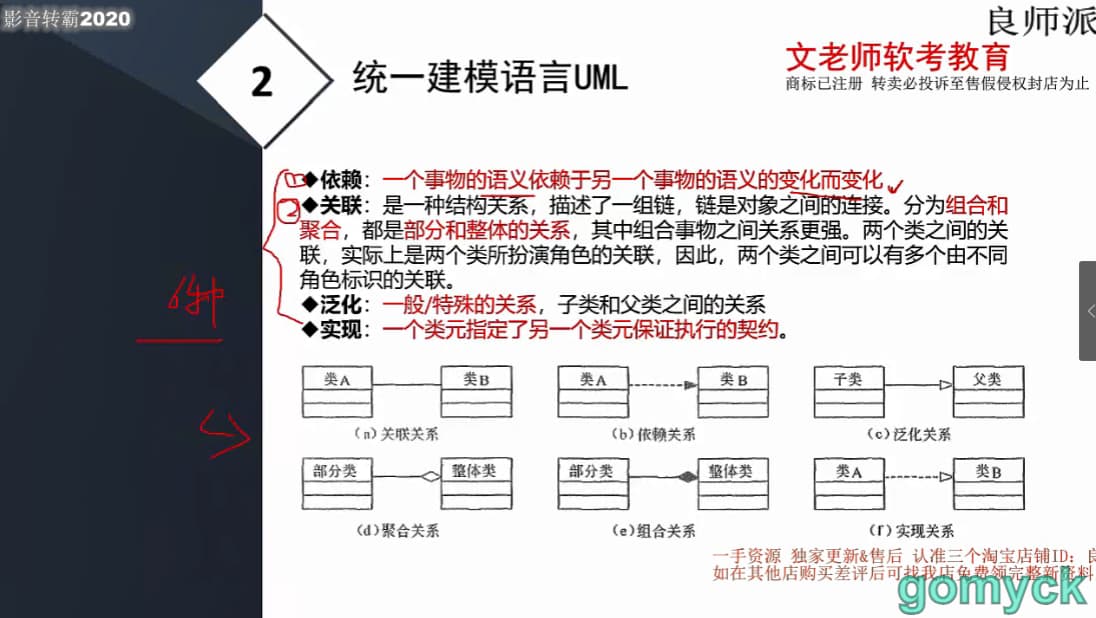 影音转霸2020
良师派
文老师软考教育
商标已注册 转卖必投诉至售假侵权封店为止
2
统一建模语言UML
◆依赖：一个事物的语义依赖于另一个事物的语义的变化而变化
◆关联：是一种结构关系，描述了一组链，链是对象之间的连接。分为组合和
聚合，都是部分和整体的关系，其中组合事物之间关系更强。两个类之间的关
联，实际上是两个类所扮演角色的关联，因此，两个类之间可以有多个由不同
角色标识的关联。
◆泛化：一般/特殊的关系，子类和父类之间的关系
◆实现：一个类元指定了另一个类元保证执行的契约。
类A 类B 类A 类B 子类 父类
(a)关联关系 (b)依赖关系 (c)泛化关系
部分类 整体类 部分类 整体类 类A 类B
(d)聚合关系 (e)组合关系 (f)实现关系
一手资源 独家更新&售后 认准三个淘宝店铺ID：良
如在其他店购买差评后可找我店免费领完整新资料
gomyck